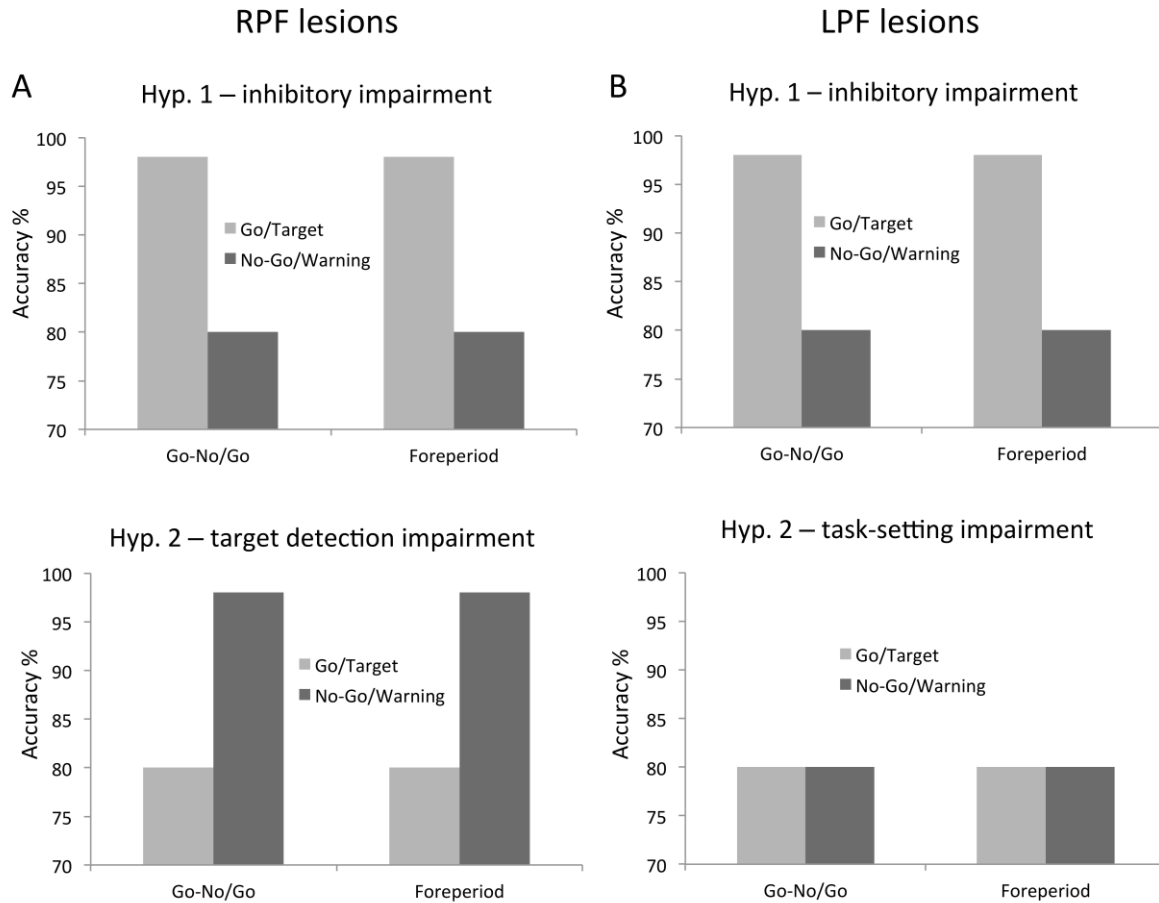 RPF lesions
LPF lesions
A
Hyp. 1 – inhibitory impairment
100
95
90
85
80
75
70
Accuracy %
Go/Target
No-Go/Warning
Go-No/Go
Foreperiod
B
Hyp. 1 – inhibitory impairment
100
95
90
85
80
75
70
Accuracy %
Go/Target
No-Go/Warning
Go-No/Go
Foreperiod
Hyp. 2 – target detection impairment
100
95
90
85
80
75
70
Accuracy %
Go/Target
No-Go/Warning
Go-No/Go
Foreperiod
Hyp. 2 – task-setting impairment
100
95
90
85
80
75
70
Accuracy %
Go/Target
No-Go/Warning
Go-No/Go
Foreperiod